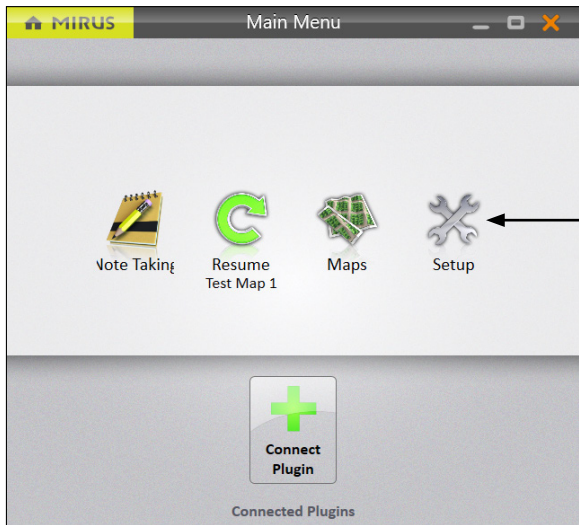 MIRUS
Main Menu
Note Taking
Resume
Test Map 1
Maps
Setup
Connect
Plugin
Connected Plugins